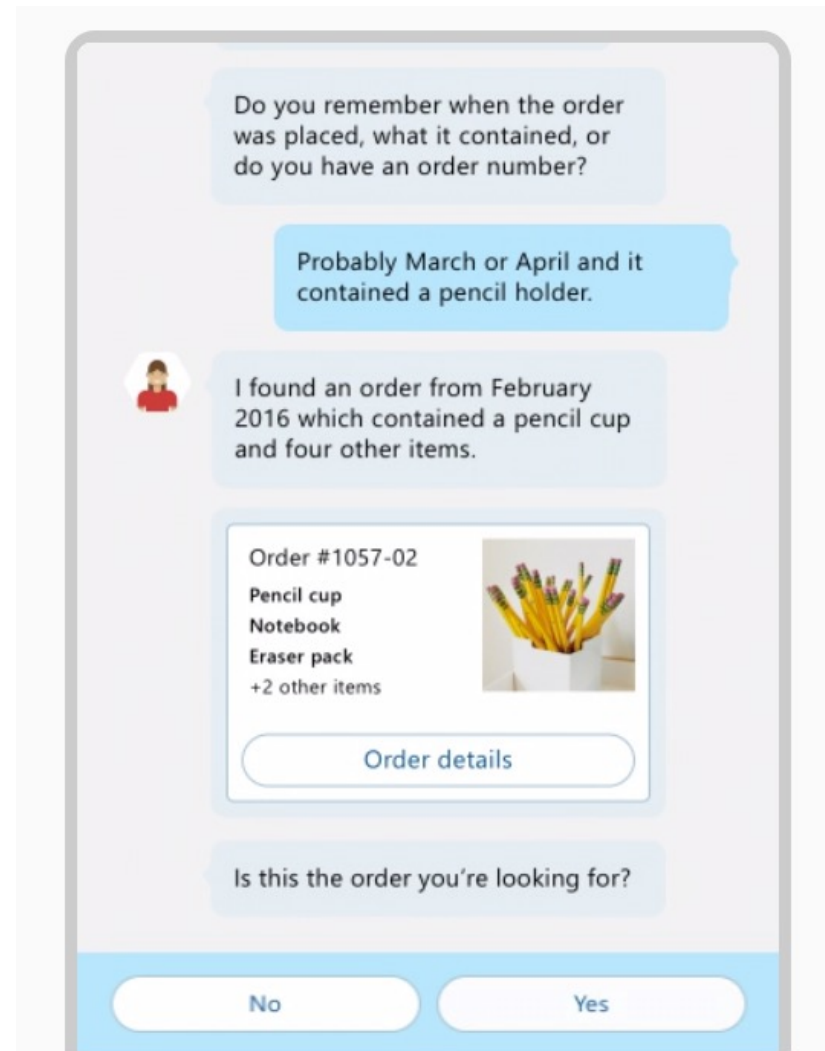 Do you remember when the order
was placed, what it contained, or
do you have an order number?
Probably March or April and it
contained a pencil holder.
I found an order from February
2016 which contained a pencil cup
and four other items.
Order #1057-02
Pencil cup
Notebook
Eraser pack
+2 other items
Order details
Is this the order you're looking for?
No
Yes